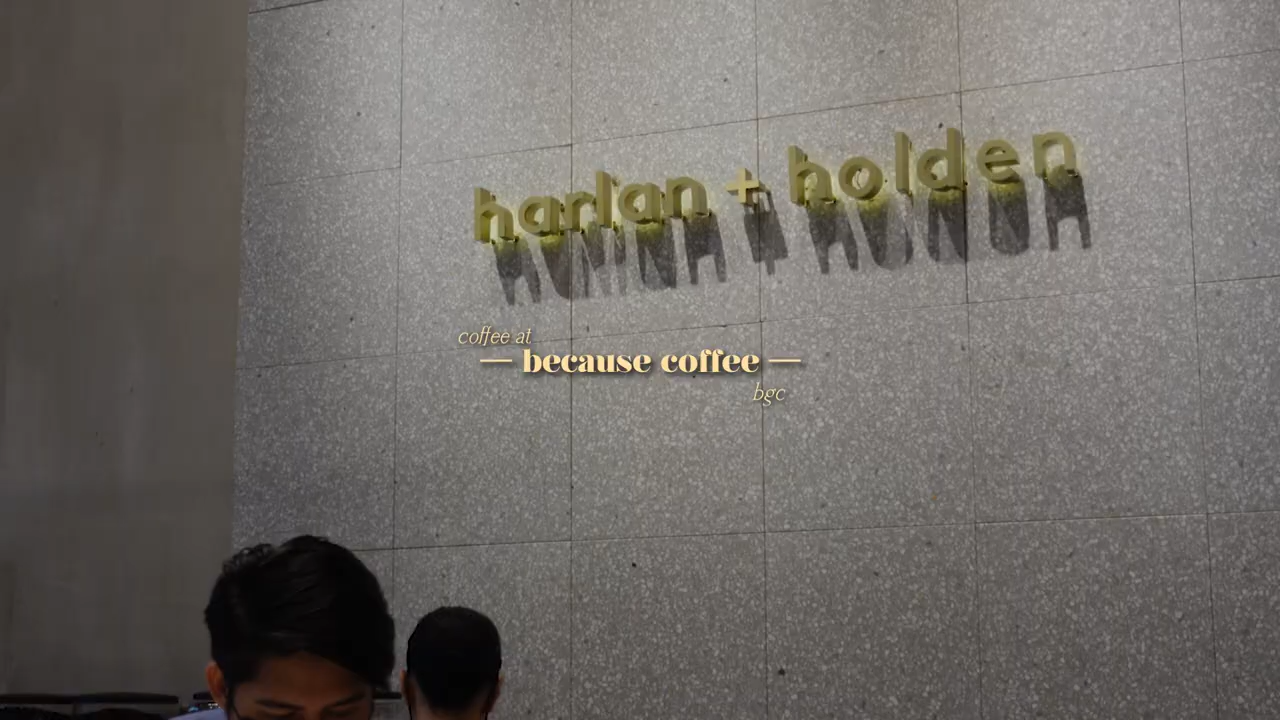 harlan + holden
coffee at
— because coffee —
bgc